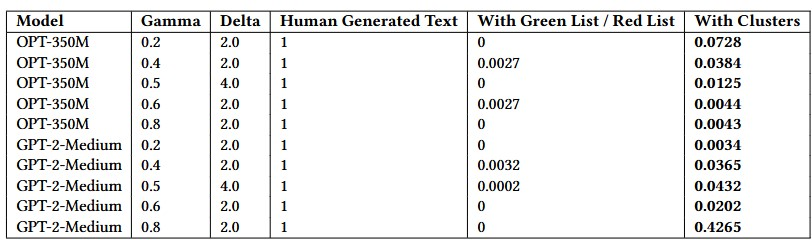 Model Gamma Delta Human Generated Text With Green List / Red List With Clusters
OPT-350M 0.2 2.0 1 0 0.0728
OPT-350M 0.4 2.0 1 0.0027 0.0384
OPT-350M 0.5 4.0 1 0 0.0125
OPT-350M 0.6 2.0 1 0.0027 0.0044
OPT-350M 0.8 2.0 1 0 0.0043
GPT-2-Medium 0.2 2.0 1 0 0.0034
GPT-2-Medium 0.4 2.0 1 0.0032 0.0365
GPT-2-Medium 0.5 4.0 1 0.0002 0.0432
GPT-2-Medium 0.6 2.0 1 0 0.0202
GPT-2-Medium 0.8 2.0 1 0 0.4265